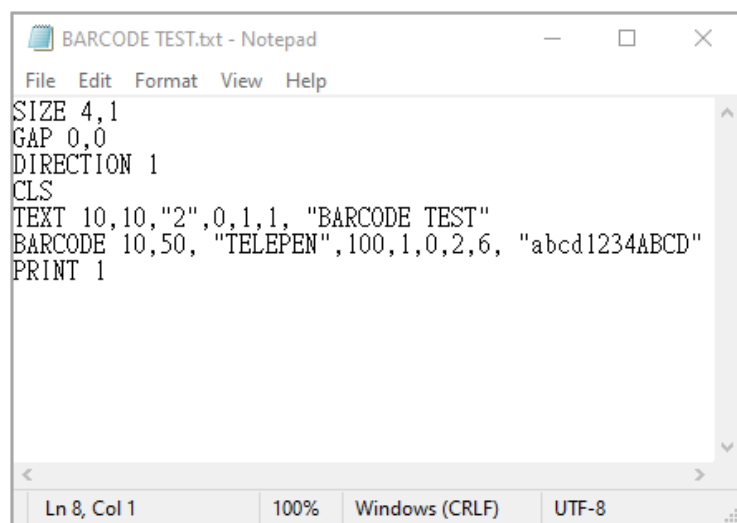 BARCODE TEST.txt - Notepad
File Edit Format View Help
SIZE 4,1
GAP 0,0
DIRECTION 1
CLS
TEXT 10,10,"2",0,1,1, "BARCODE TEST"
BARCODE 10,50, "TELEPEN",100,1,0,2,6, "abcd1234ABCD"
PRINT 1
Ln 8, Col 1 100% Windows (CRLF) UTF-8